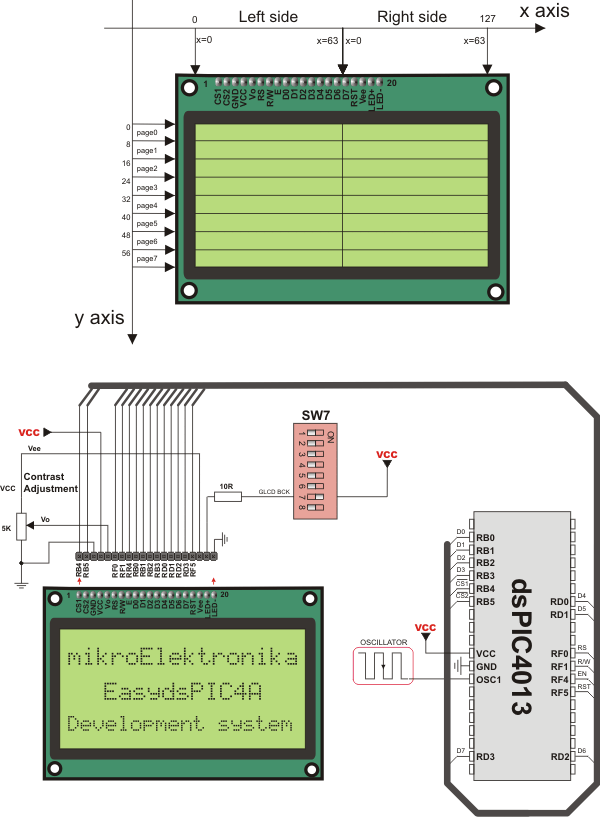 x axis
0 Left side Right side 127
x=0 x=63 x=0 x=63
1 20
CS1 CS2 GND VCC Vo RS R/W E D0 D1 D2 D3 D4 D5 D6 D7 RST Vee LED+ LED-
0 page0
8 page1
16 page2
24 page3
32 page4
40 page5
48 page6
56 page7
y axis
SW7
ON
1
2
3
4
5
6
7
8
vcc
Vee
vcc
VCC
Contrast
Adjustment
10R
GLCD BCK
5K
Vo
RB4 RB5 RF0 RF1 RF4 RB0 RB1 RB2 RB3 RD0 RD1 RD2 RD3 RF5
1 20
CS1 CS2 GND VCC Vo RS R/W E D0 D1 D2 D3 D4 D5 D6 D7 RST Vee LED+ LED-
mikroElektronika
EasydsPIC4A
Development system
vcc
OSCILLATOR
dsPIC4013
D0 RB0
D1 RB1
D2 RB2
D3 RB3
CS1 RB4
CS2 RB5
VCC
GND
OSC1
D7 RD3
RD0 D4
RD1 D5
RF0 RS
RF1 R/W
RF4 EN
RF5 RST
RD2 D6